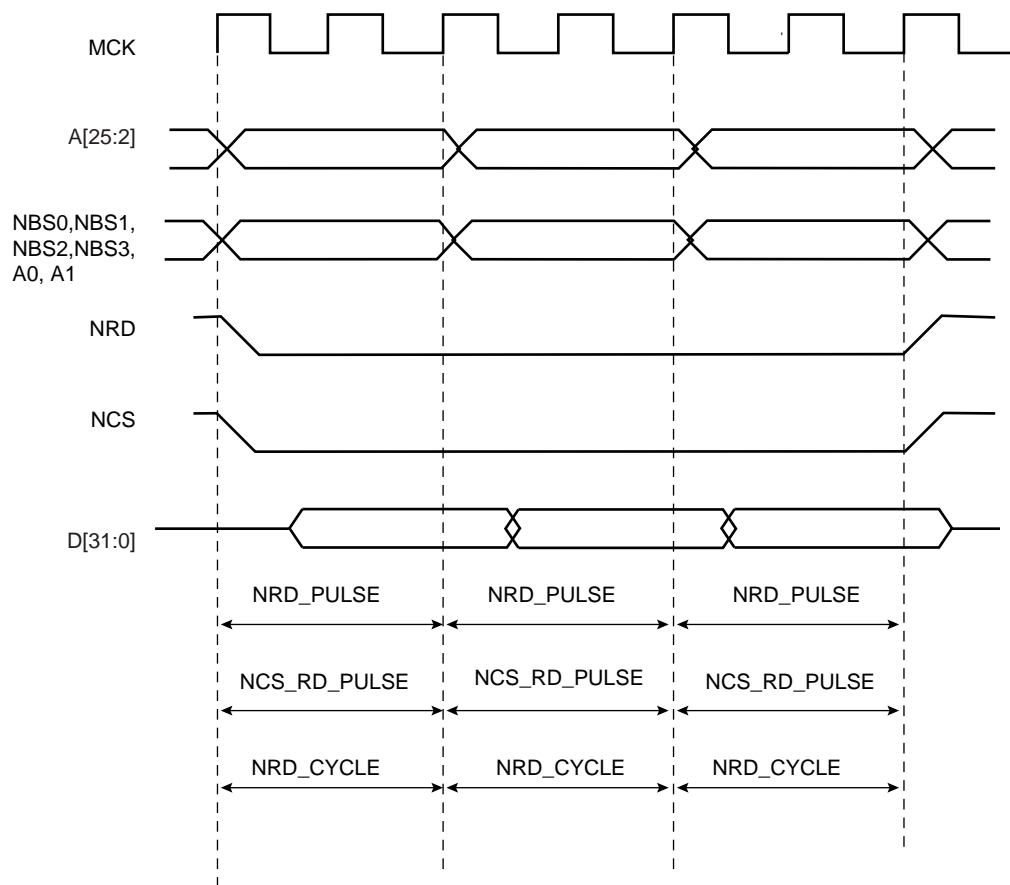 MCK
A[25:2]
NBS0,NBS1,
NBS2,NBS3,
A0, A1
NRD
NCS
D[31:0]
NRD_PULSE NRD_PULSE NRD_PULSE
NCS_RD_PULSE NCS_RD_PULSE NCS_RD_PULSE
NRD_CYCLE NRD_CYCLE NRD_CYCLE